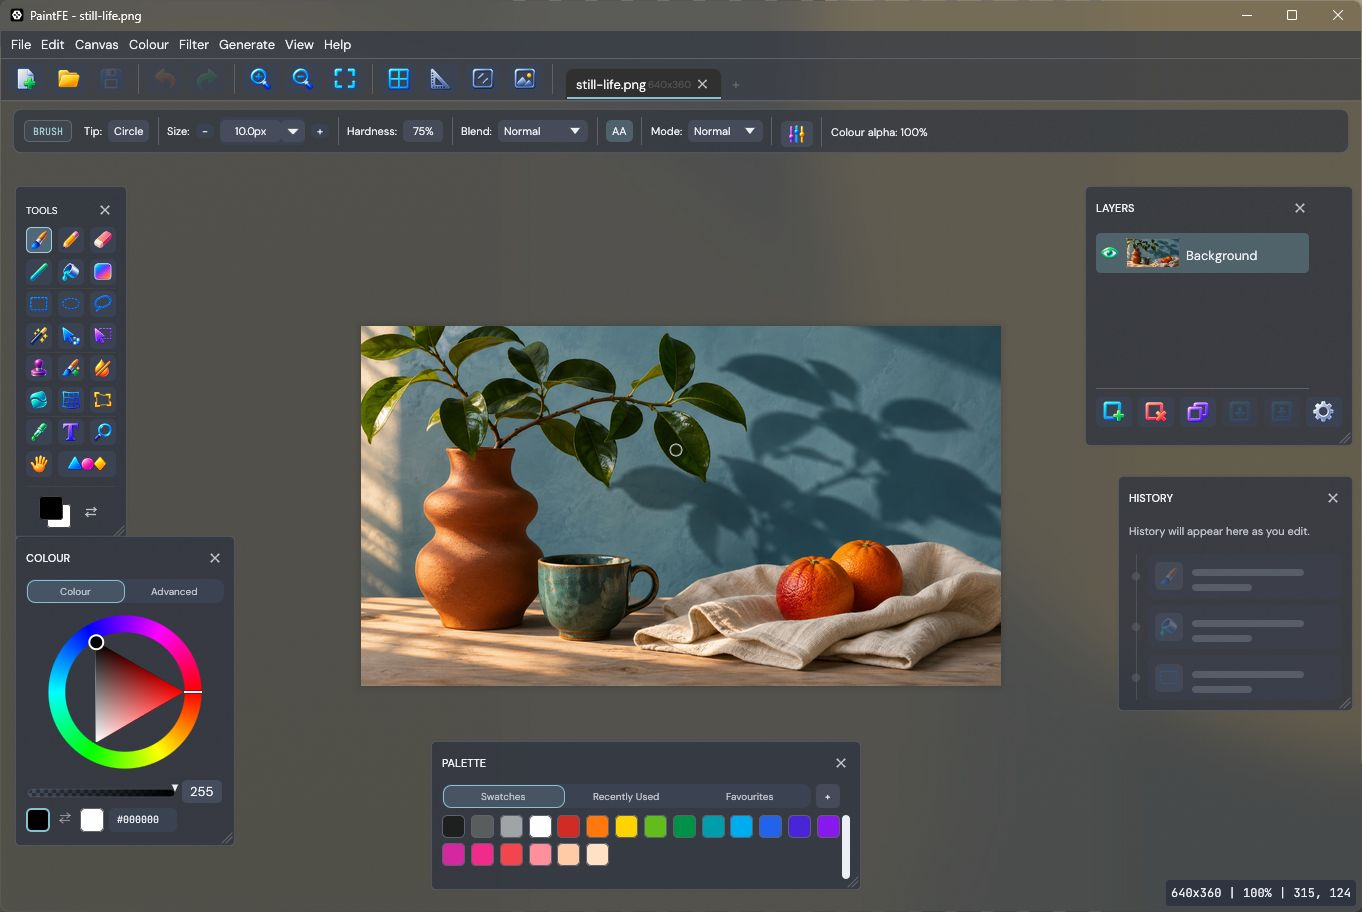 PaintFE - still-life.png
File Edit Canvas Colour Filter Generate View Help
still-life.png 640x360
+
BRUSH Tip: Circle Size: - 10.0px + Hardness: 75% Blend: Normal AA Mode: Normal Colour alpha: 100%
TOOLS
COLOUR
Colour Advanced
255
#000000
PALETTE
Swatches Recently Used Favourites +
LAYERS
Background
HISTORY
History will appear here as you edit.
640x360 | 100% | 315, 124